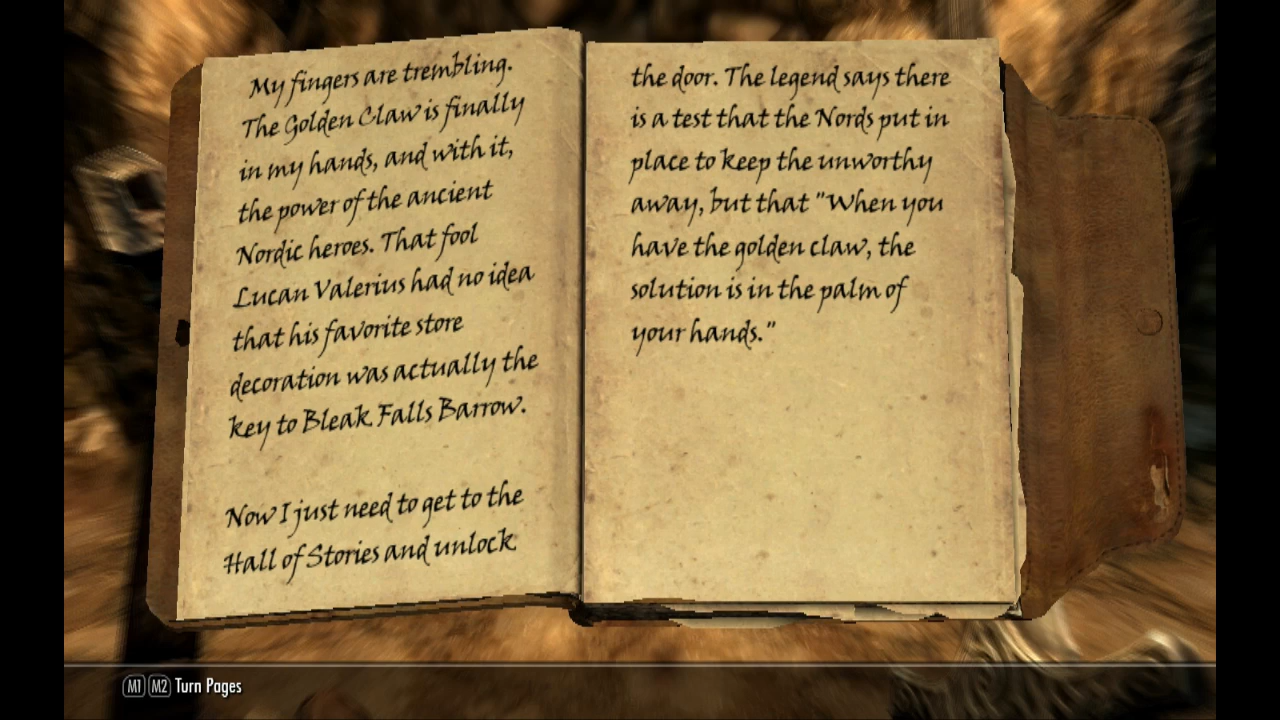 My fingers are trembling.
The Golden Claw is finally
in my hands, and with it,
the power of the ancient
Nordic heroes. That fool
Lucan Valerius had no idea
that his favorite store
decoration was actually the
key to Bleak Falls Barrow.
Now I just need to get to the
Hall of Stories and unlock
the door. The legend says there
is a test that the Nords put in
place to keep the unworthy
away, but that "When you
have the golden claw, the
solution is in the palm of
your hands."
M1 M2 Turn Pages